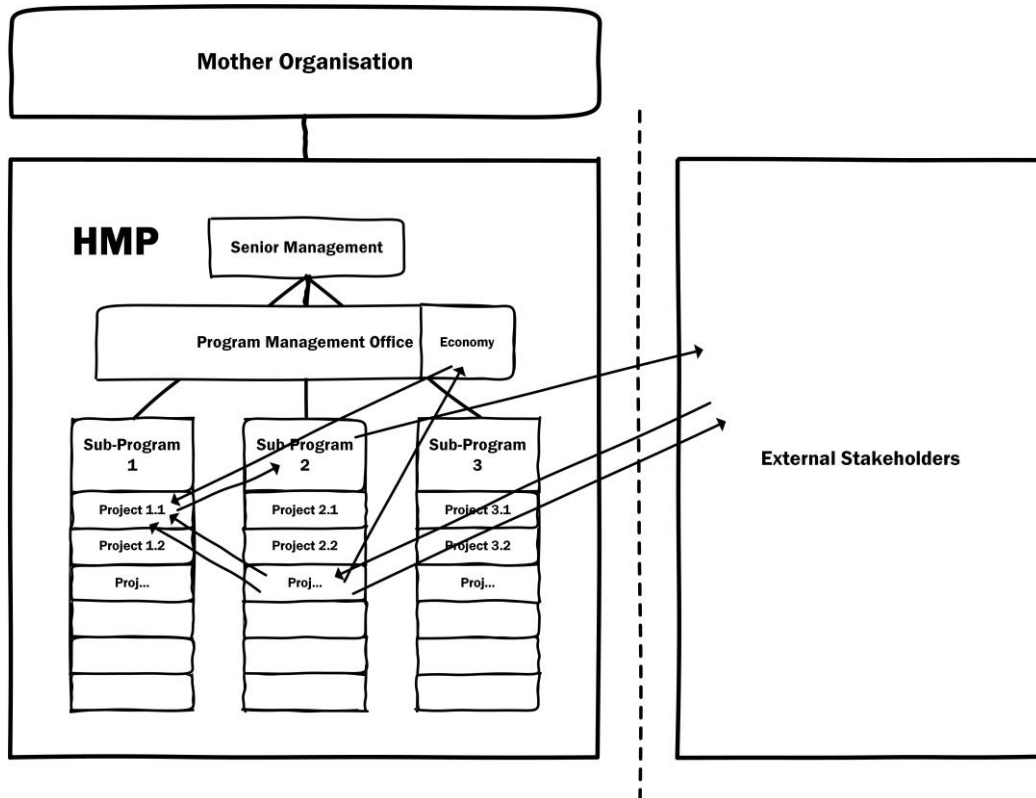 Mother Organisation
HMP
Senior Management
Program Management Office
Economy
Sub-Program
1
Sub-Program
2
Sub-Program
3
Project 1.1
Project 2.1
Project 3.1
Project 1.2
Project 2.2
Project 3.2
Proj...
Proj...
Proj...
External Stakeholders